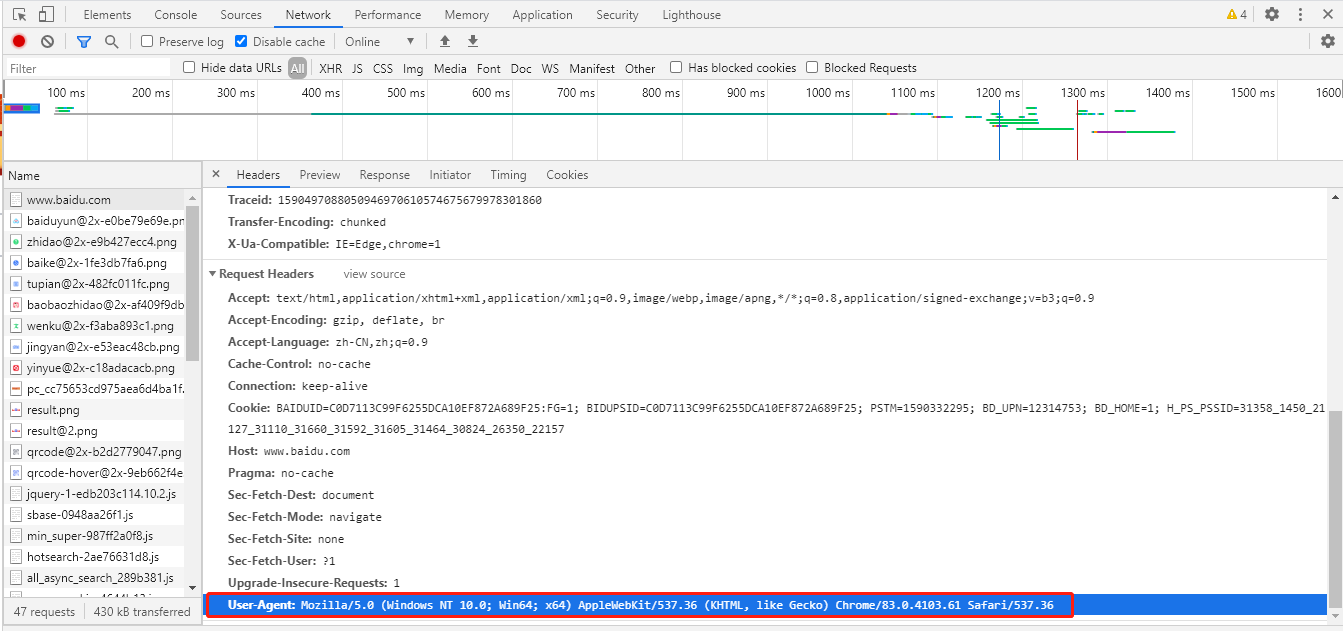 Elements Console Sources Network Performance Memory Application Security Lighthouse 4
Preserve log Disable cache Online
Filter Hide data URLs All XHR JS CSS Img Media Font Doc WS Manifest Other Has blocked cookies Blocked Requests
100 ms 200 ms 300 ms 400 ms 500 ms 600 ms 700 ms 800 ms 900 ms 1000 ms 1100 ms 1200 ms 1300 ms 1400 ms 1500 ms 1600
Name
www.baidu.com
baiduyun@2x-e0be79e69e.pn
zhidao@2x-e9b427ecc4.png
baike@2x-1fe3db7fa6.png
tupian@2x-482fc011fc.png
baobaozhidao@2x-af409f9db
wenku@2x-f3aba893c1.png
jingyan@2x-e53eac48cb.png
yinyue@2x-c18adacacb.png
pc_cc75653cd975aea6d4ba1f.
result.png
result@2.png
qrcode@2x-b2d2779047.png
qrcode-hover@2x-9eb662f4e
jquery-1-edb203c114.10.2.js
sbase-0948aa26f1.js
min_super-987ff2a0f8.js
hotsearch-2ae76631d8.js
all_async_search_289b381.js
47 requests 430 kB transferred
Headers Preview Response Initiator Timing Cookies
Traceid: 1590497088050946970610574675679978301860
Transfer-Encoding: chunked
X-Ua-Compatible: IE=Edge,chrome=1
Request Headers view source
Accept: text/html,application/xhtml+xml,application/xml;q=0.9,image/webp,image/apng,*/*;q=0.8,application/signed-exchange;v=b3;q=0.9
Accept-Encoding: gzip, deflate, br
Accept-Language: zh-CN,zh;q=0.9
Cache-Control: no-cache
Connection: keep-alive
Cookie: BAIDUID=C0D7113C99F6255DCA10EF872A689F25:FG=1; BIDUPSID=C0D7113C99F6255DCA10EF872A689F25; PSTM=1590332295; BD_UPN=12314753; BD_HOME=1; H_PS_PSSID=31358_1450_21
127_31110_31660_31592_31605_31464_30824_26350_22157
Host: www.baidu.com
Pragma: no-cache
Sec-Fetch-Dest: document
Sec-Fetch-Mode: navigate
Sec-Fetch-Site: none
Sec-Fetch-User: ?1
Upgrade-Insecure-Requests: 1
User-Agent: Mozilla/5.0 (Windows NT 10.0; Win64; x64) AppleWebKit/537.36 (KHTML, like Gecko) Chrome/83.0.4103.61 Safari/537.36